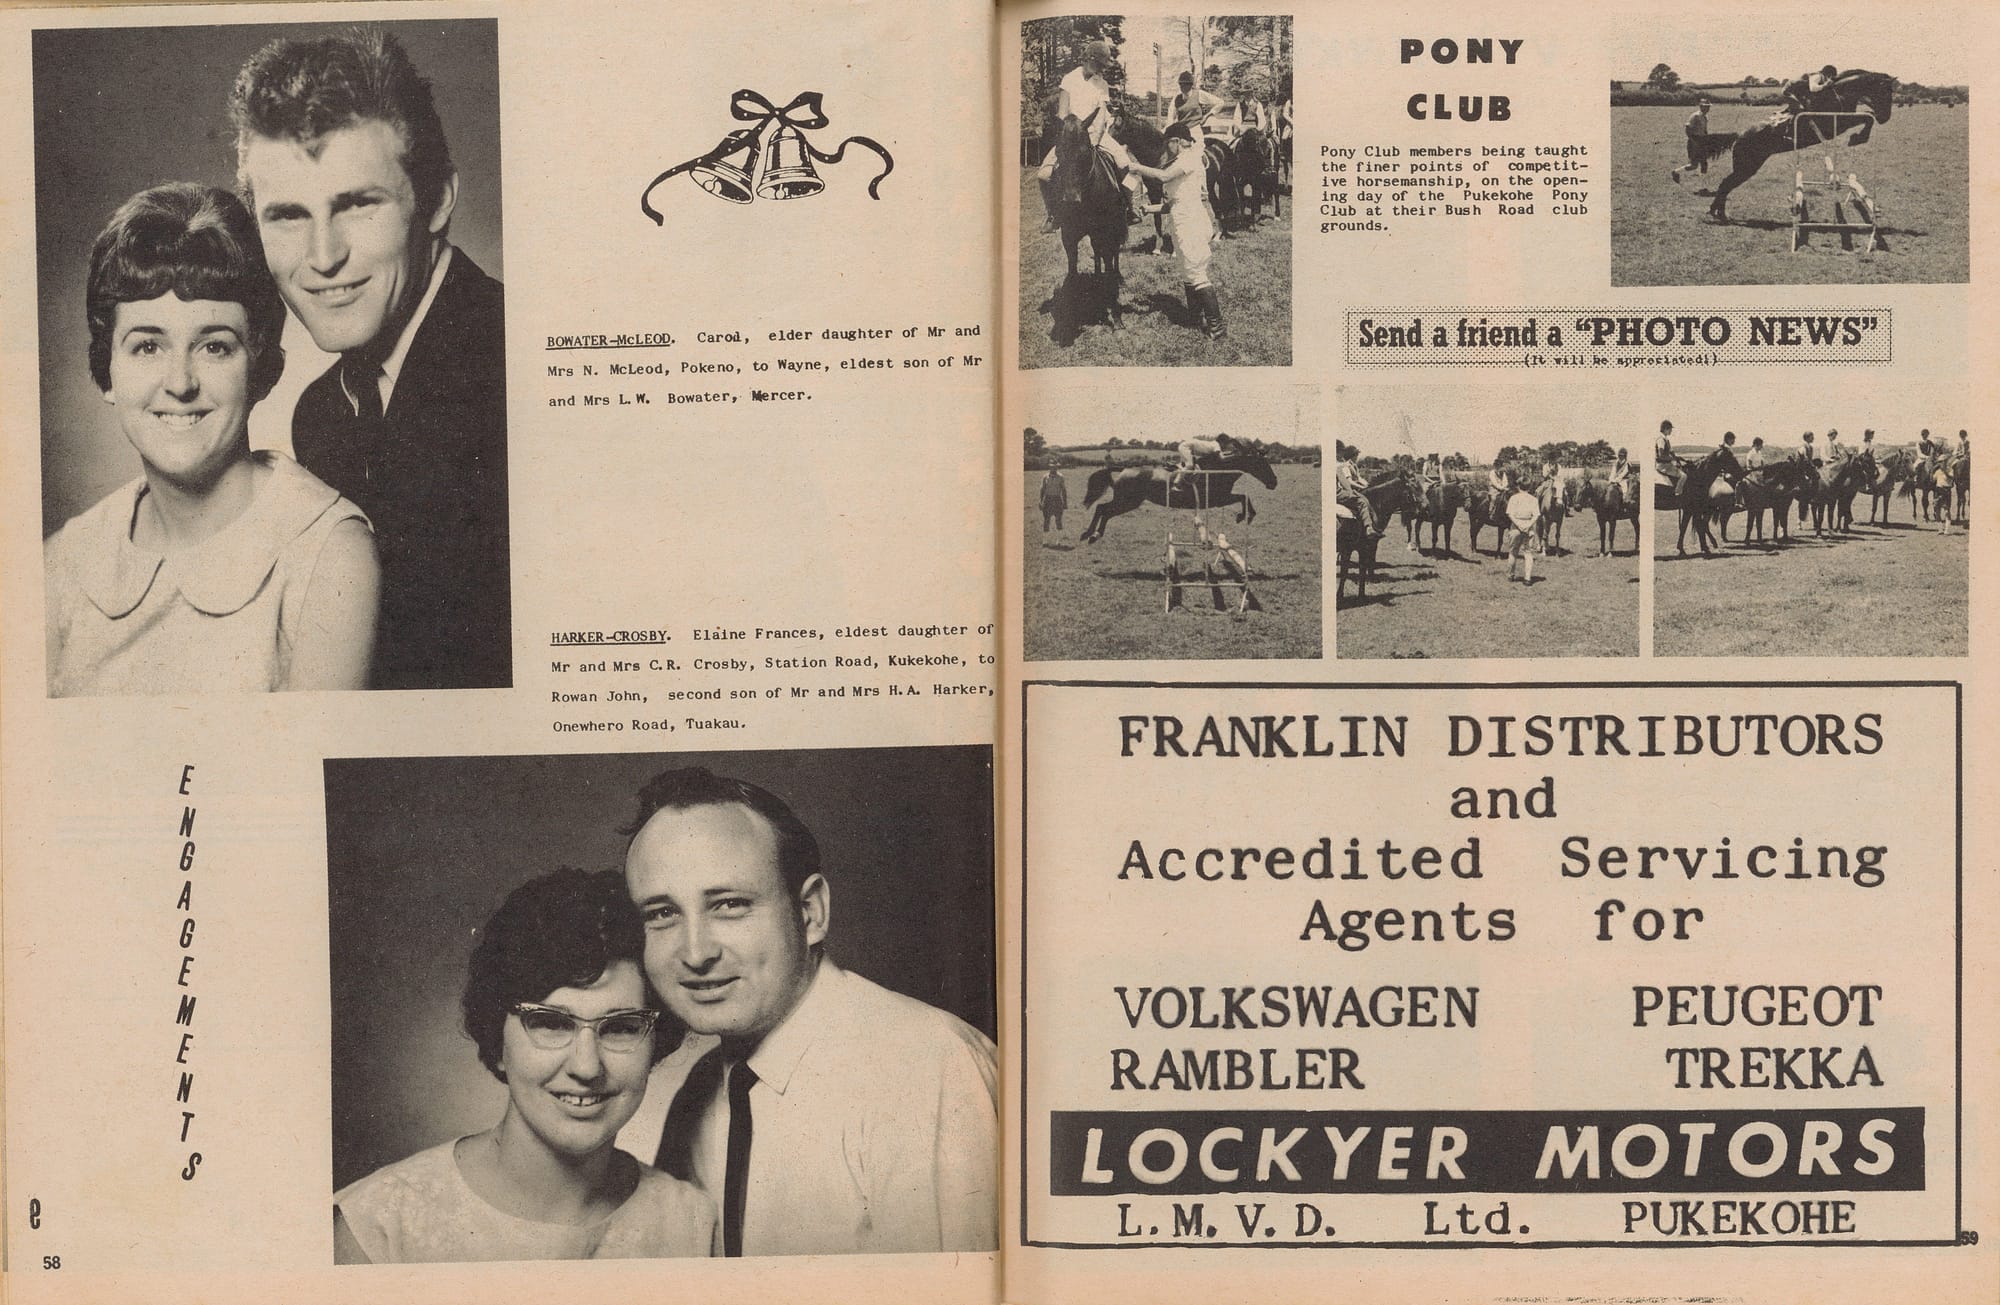 BOWATER-McLEOD. Carol, elder daughter of Mr and
Mrs N. McLeod, Pokeno, to Wayne, eldest son of Mr
and Mrs L.W. Bowater, Mercer.
HARKER-CROSBY. Elaine Frances, eldest daughter of
Mr and Mrs C.R. Crosby, Station Road, Kukekohe, to
Rowan John, second son of Mr and Mrs H.A. Harker,
Onewhero Road, Tuakau.
ENGAGEMENTS
e
58
PONY
CLUB
Pony Club members being taught
the finer points of competit-
ive horsemanship, on the open-
ing day of the Pukekohe Pony
Club at their Bush Road club
grounds.
Send a friend a "PHOTO NEWS"
(It will be appreciated!)
FRANKLIN DISTRIBUTORS
and
Accredited Servicing
Agents for
VOLKSWAGEN PEUGEOT
RAMBLER TREKKA
LOCKYER MOTORS
L.M.V.D. Ltd. PUKEKOHE
59